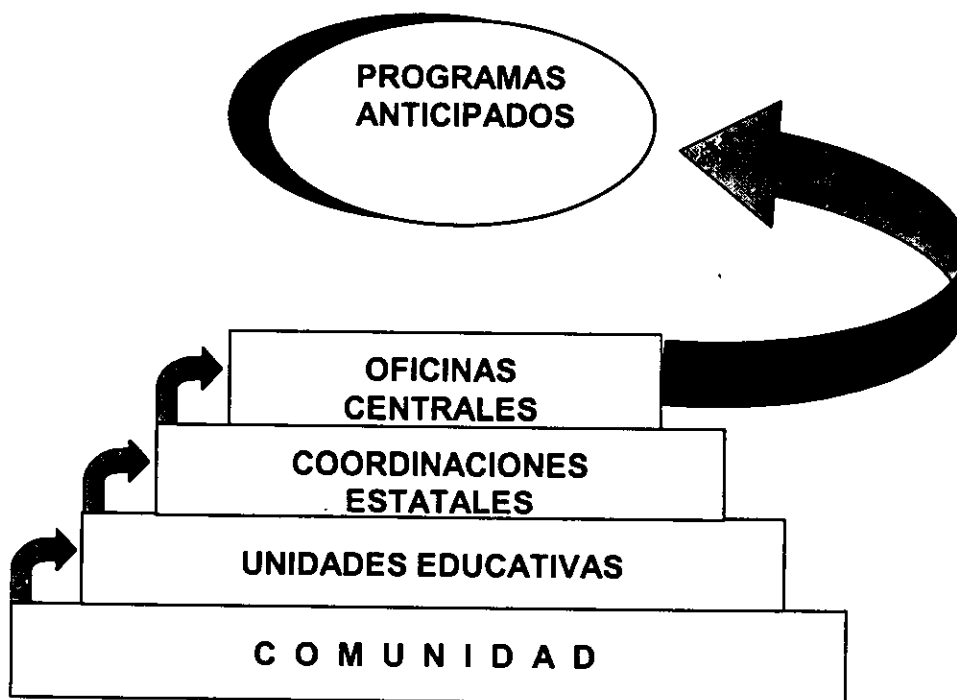 PROGRAMAS
ANTICIPADOS
OFICINAS
CENTRALES
COORDINACIONES
ESTATALES
UNIDADES EDUCATIVAS
C O M U N I D A D